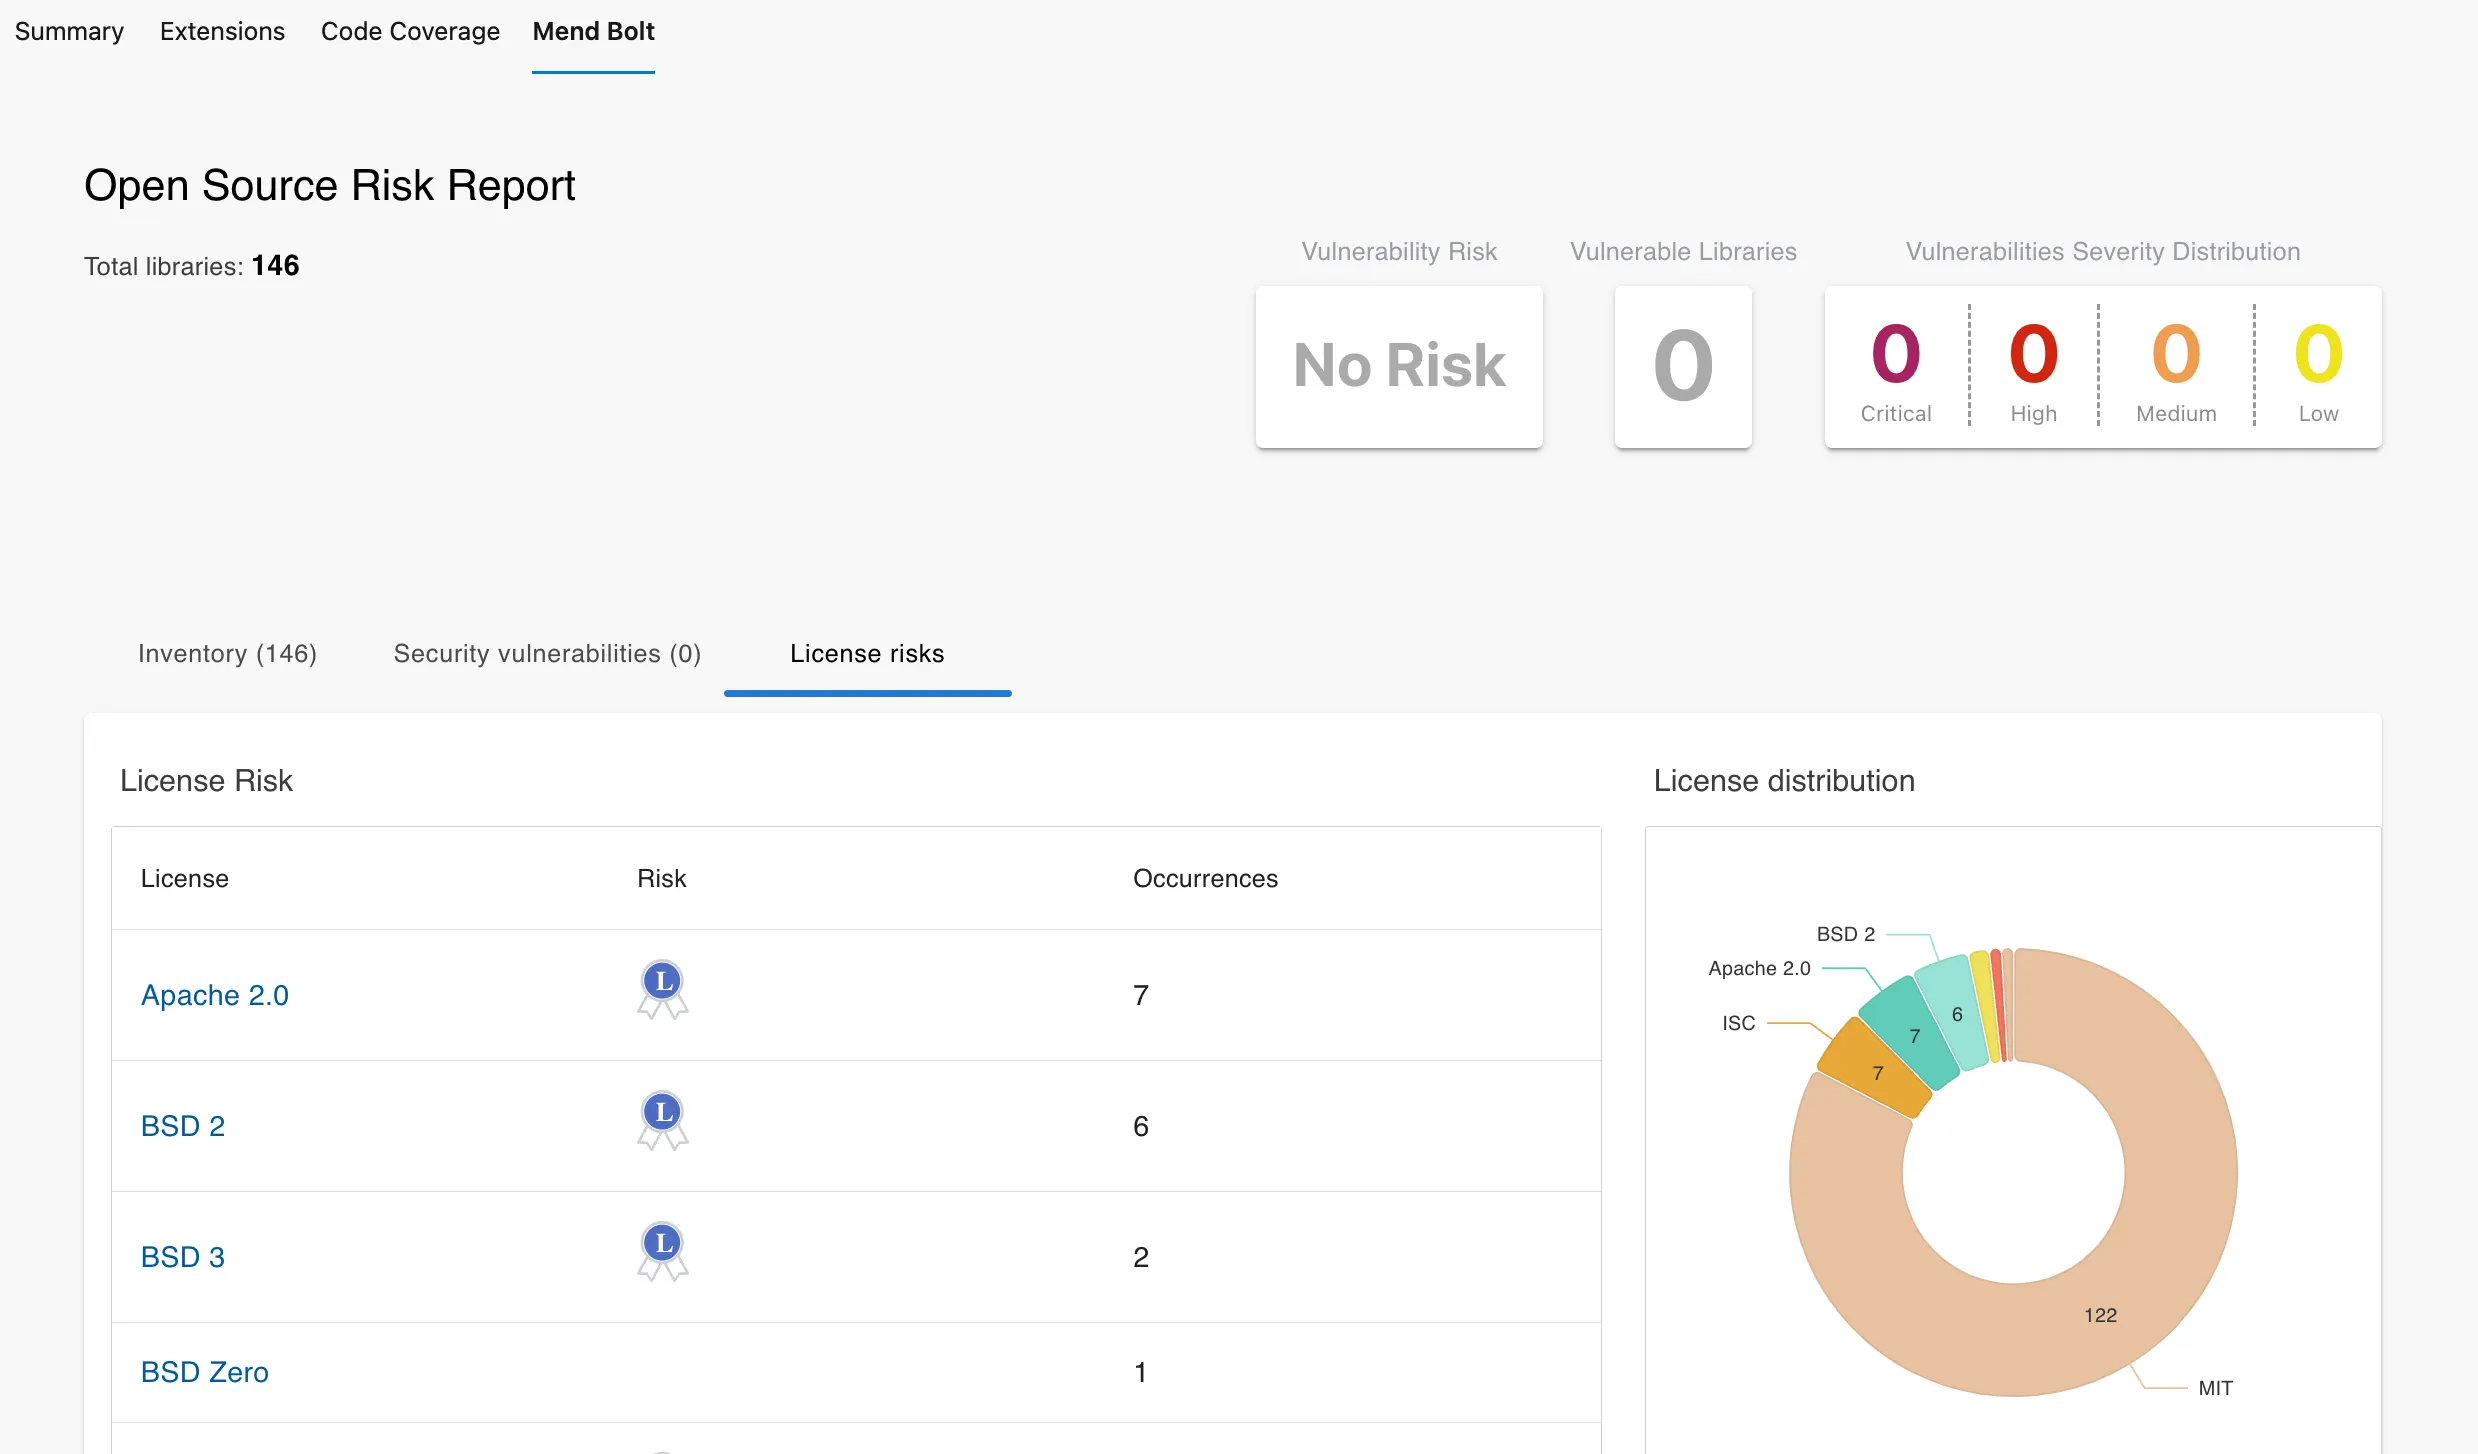 Summary Extensions Code Coverage Mend Bolt
Open Source Risk Report
Total libraries: 146
Vulnerability Risk Vulnerable Libraries Vulnerabilities Severity Distribution
No Risk 0 0 0 0 0
Critical High Medium Low
Inventory (146) Security vulnerabilities (0) License risks
License Risk
License Risk Occurrences
Apache 2.0 L 7
BSD 2 L 6
BSD 3 L 2
BSD Zero 1
License distribution
BSD 2
Apache 2.0
ISC
6
7
7
122
MIT